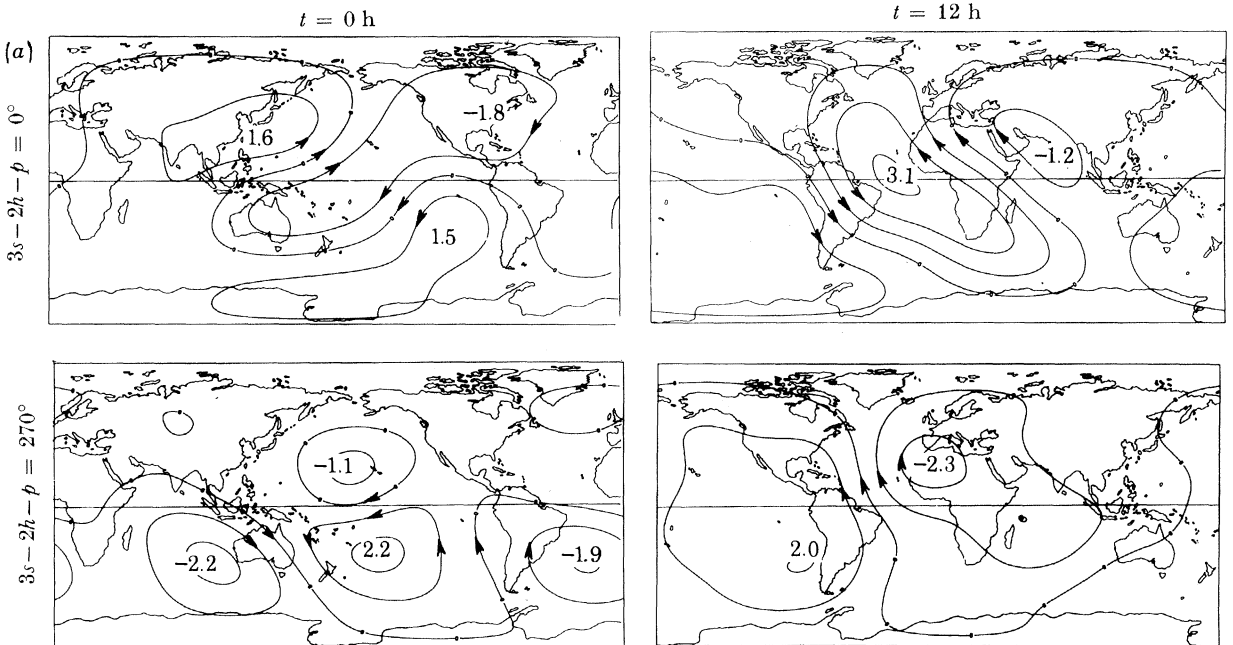 t = 0 h
t = 12 h
(a)
3s − 2h − p = 0°
1.6
−1.8
1.5
3.1
−1.2
3s − 2h − p = 270°
−1.1
−2.2
2.2
−1.9
−2.3
2.0